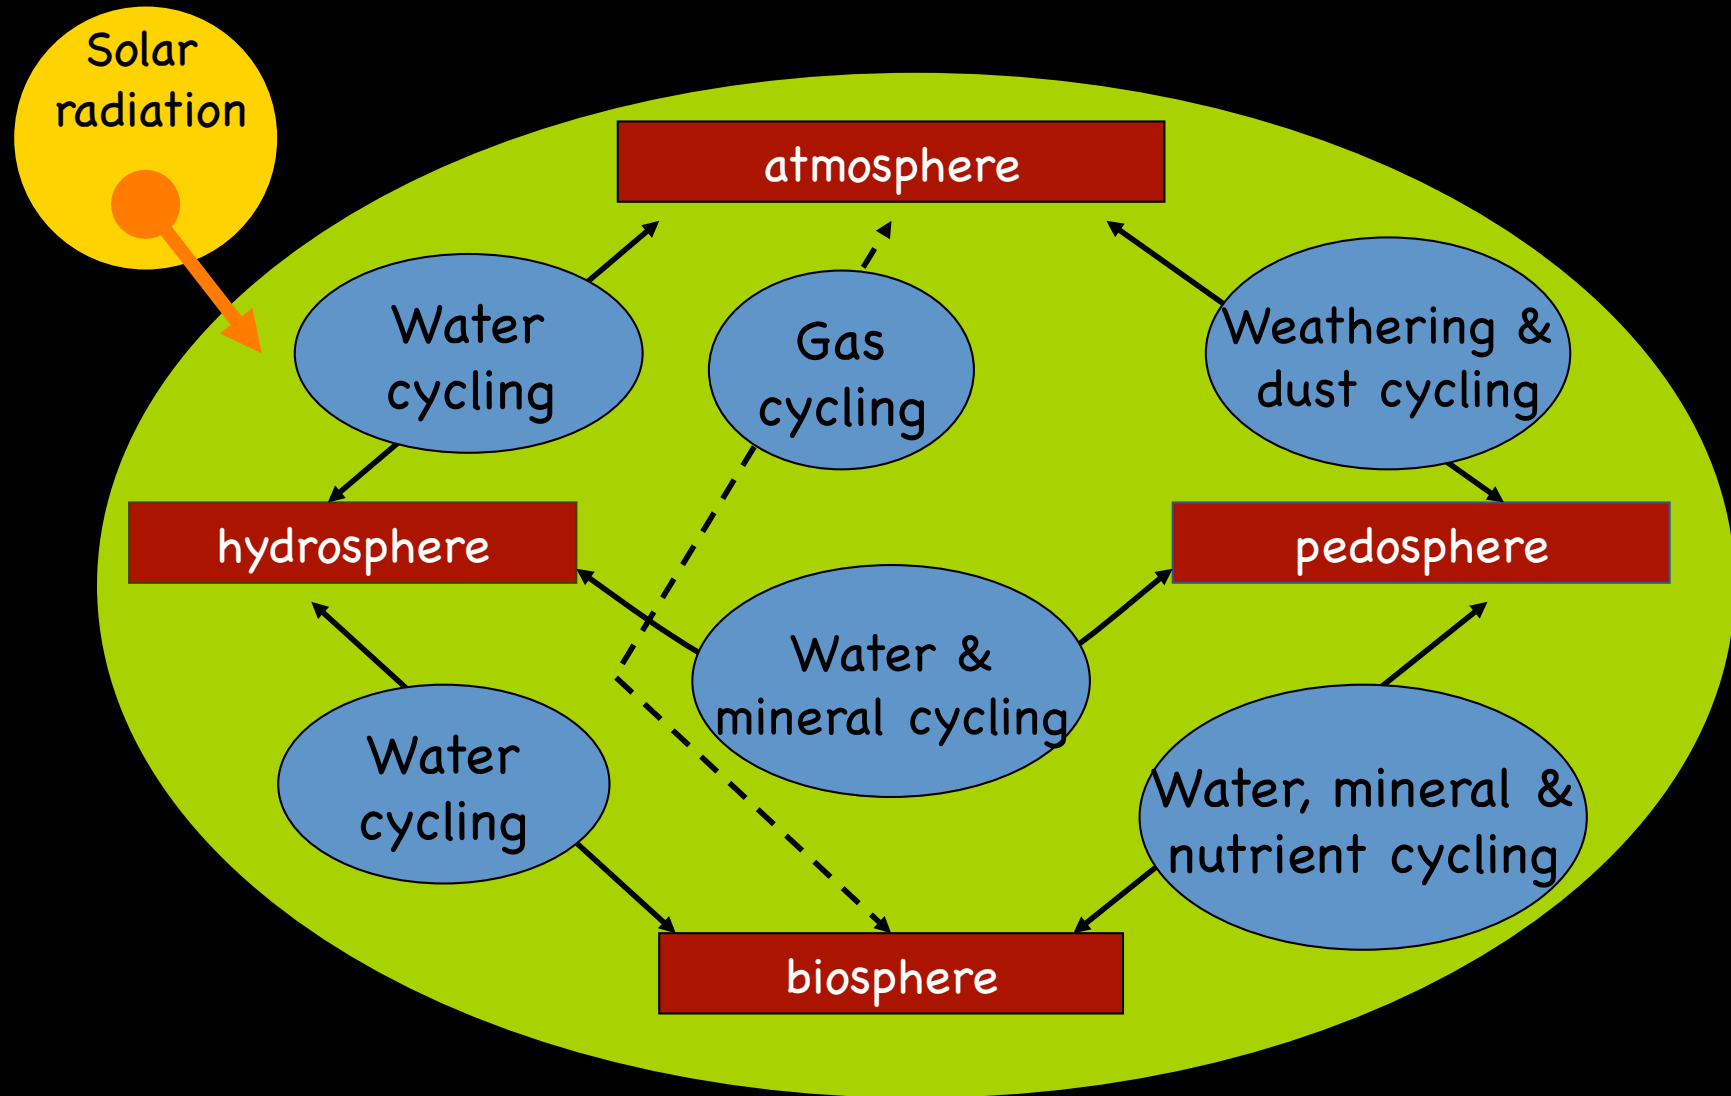 Solar
radiation
atmosphere
Water
cycling
Gas
cycling
Weathering &
dust cycling
hydrosphere
pedosphere
Water &
mineral cycling
Water
cycling
Water, mineral &
nutrient cycling
biosphere